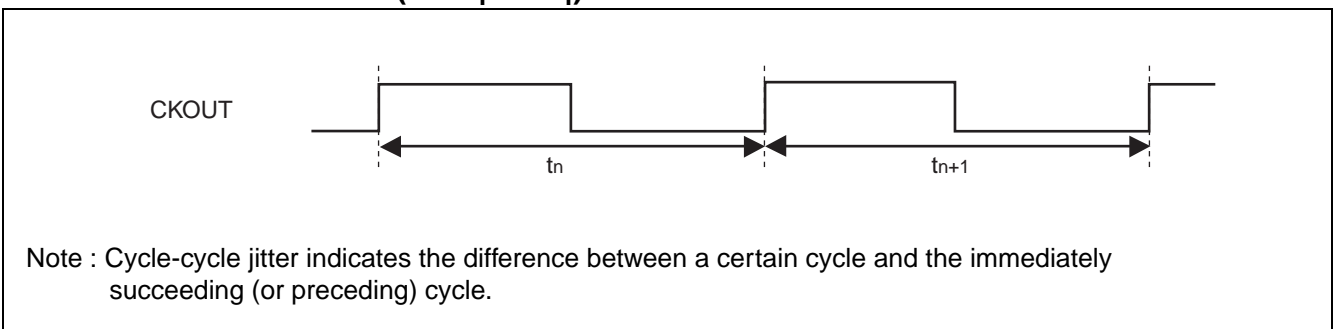 CKOUT
tn
tn+1
Note : Cycle-cycle jitter indicates the difference between a certain cycle and the immediately
succeeding (or preceding) cycle.